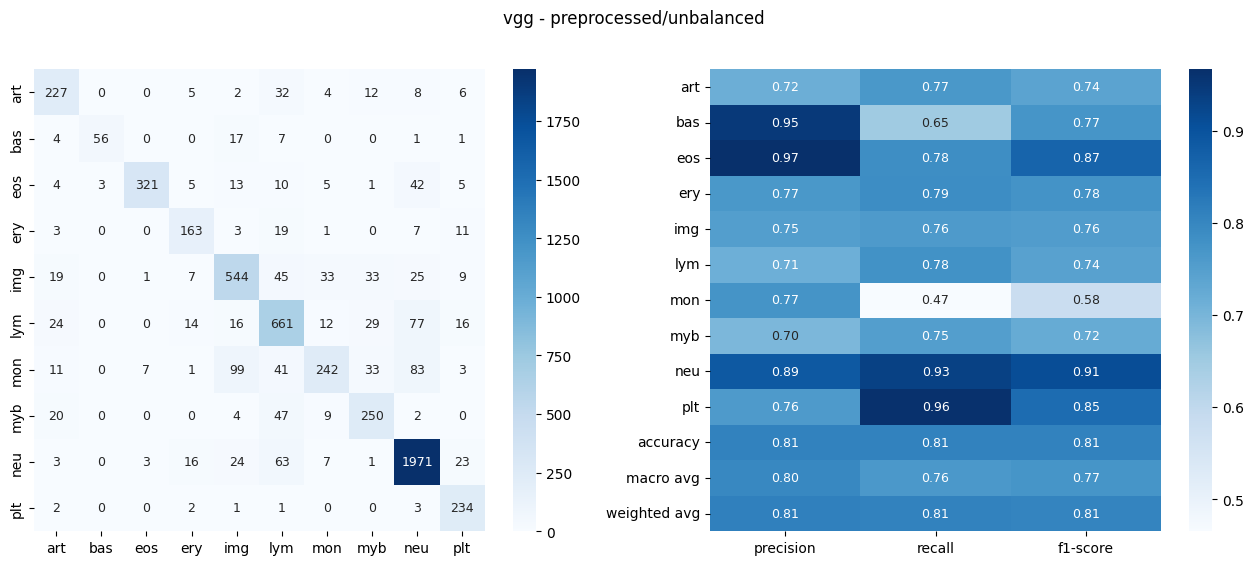 vgg - preprocessed/unbalanced
art 227 0 0 5 2 32 4 12 8 6
bas 4 56 0 0 17 7 0 0 1 1
eos 4 3 321 5 13 10 5 1 42 5
ery 3 0 0 163 3 19 1 0 7 11
img 19 0 1 7 544 45 33 33 25 9
lym 24 0 0 14 16 661 12 29 77 16
mon 11 0 7 1 99 41 242 33 83 3
myb 20 0 0 0 4 47 9 250 2 0
neu 3 0 3 16 24 63 7 1 1971 23
plt 2 0 0 2 1 1 0 0 3 234
art bas eos ery img lym mon myb neu plt
1750
1500
1250
1000
750
500
250
0
art 0.72 0.77 0.74
bas 0.95 0.65 0.77
eos 0.97 0.78 0.87
ery 0.77 0.79 0.78
img 0.75 0.76 0.76
lym 0.71 0.78 0.74
mon 0.77 0.47 0.58
myb 0.70 0.75 0.72
neu 0.89 0.93 0.91
plt 0.76 0.96 0.85
accuracy 0.81 0.81 0.81
macro avg 0.80 0.76 0.77
weighted avg 0.81 0.81 0.81
precision recall f1-score
0.9
0.8
0.7
0.6
0.5